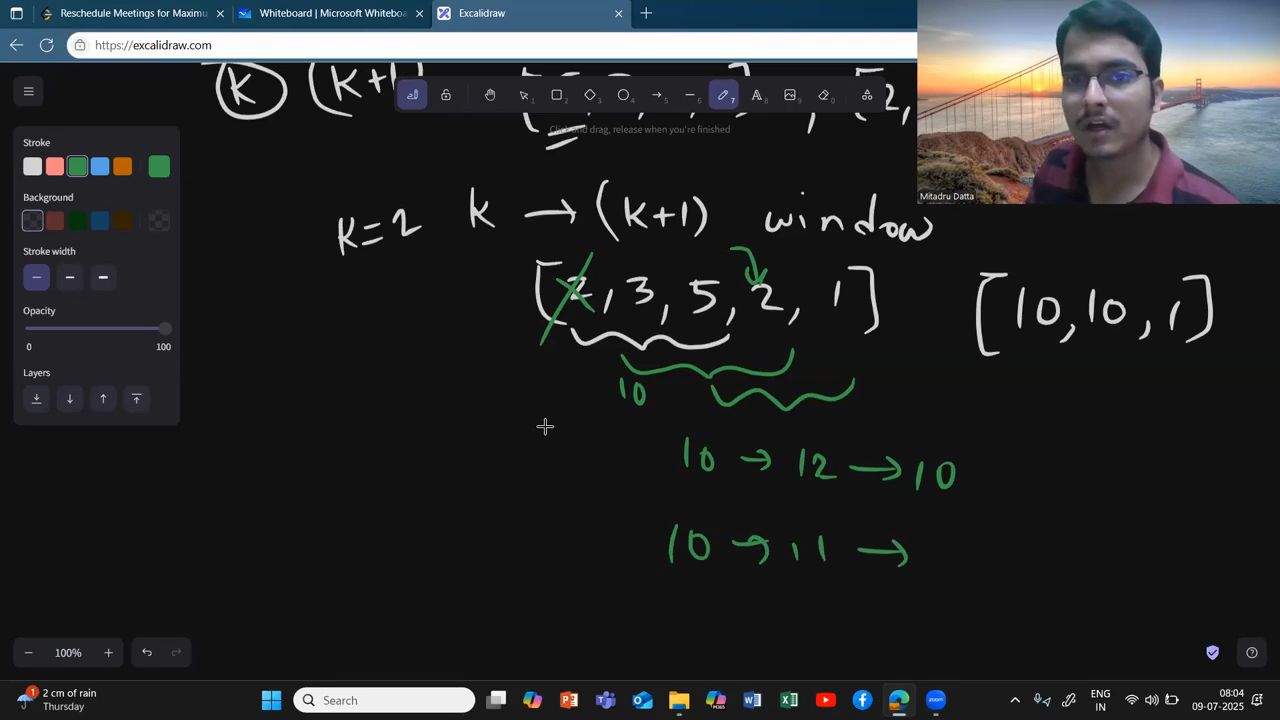 Reschedule Meetings for Maximu
Whiteboard | Microsoft Whiteboa
Excalidraw
https://excalidraw.com
k (k+1)
Click and drag, release when you're finished
Mitadru Datta
Stroke
Background
Stroke width
Opacity
0 100
Layers
K=2 k → (k+1) window
[2, 3, 5, 2, 1] [10, 10, 1]
10
10 → 12 → 10
10 → 11 →
100%
2 cm of rain
Thursday
1
Search
ENG
IN
08:04
09-07-2025